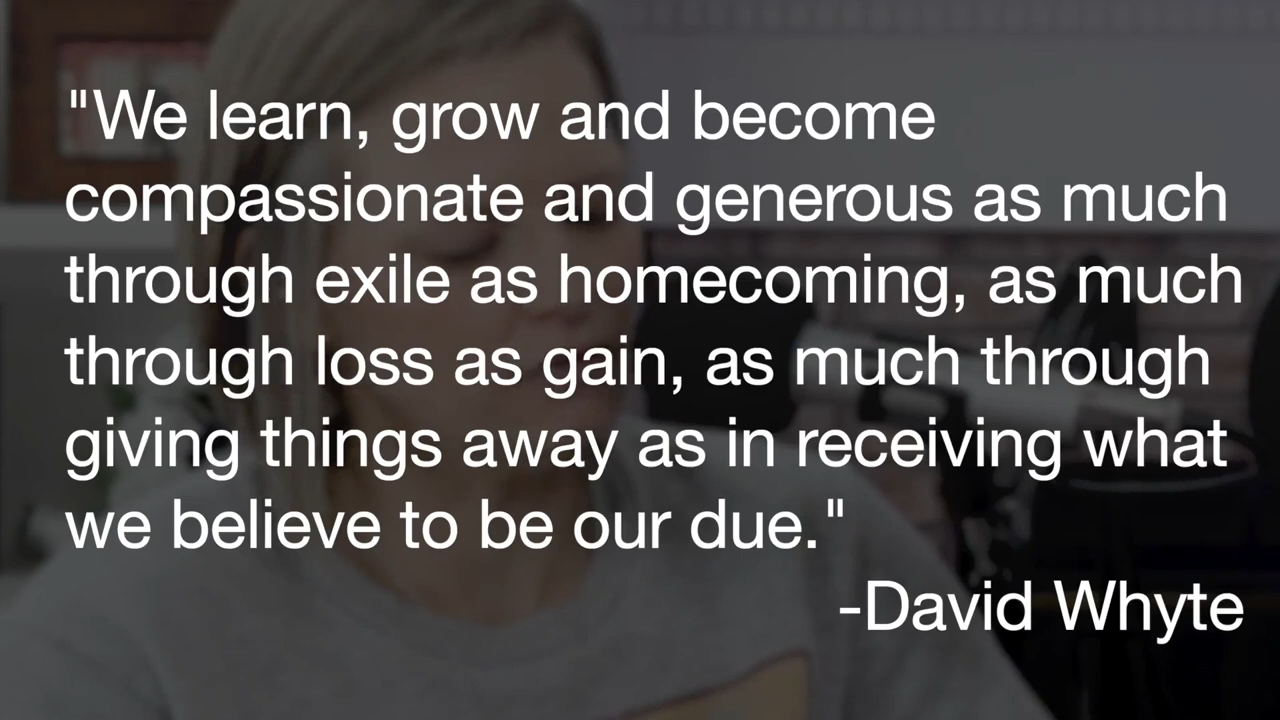 "We learn, grow and become
compassionate and generous as much
through exile as homecoming, as much
through loss as gain, as much through
giving things away as in receiving what
we believe to be our due."
-David Whyte